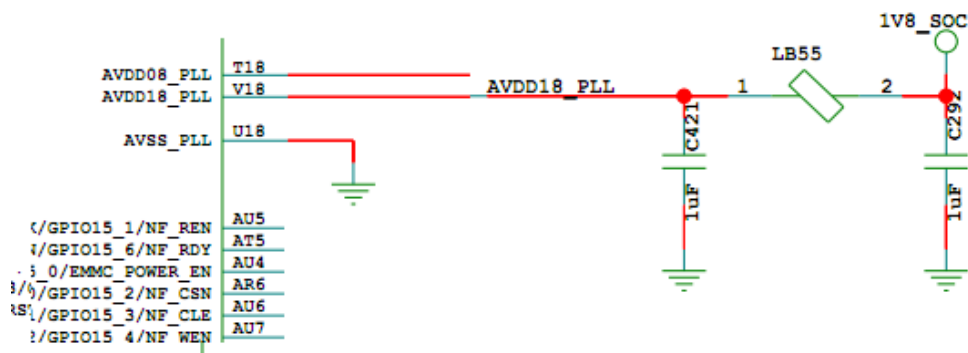 1V8_SOC
LB55
AVDD08_PLL T18
AVDD18_PLL V18
AVDD18_PLL
1 2
AVSS_PLL U18
C421
1uF
C292
1uF
/GPIO15_1/NF_REN AU5
/GPIO15_6/NF_RDY AT5
_0/EMMC_POWER_EN AU4
/GPIO15_2/NF_CSN AR6
/GPIO15_3/NF_CLE AU6
2/GPIO15_4/NF_WEN AU7